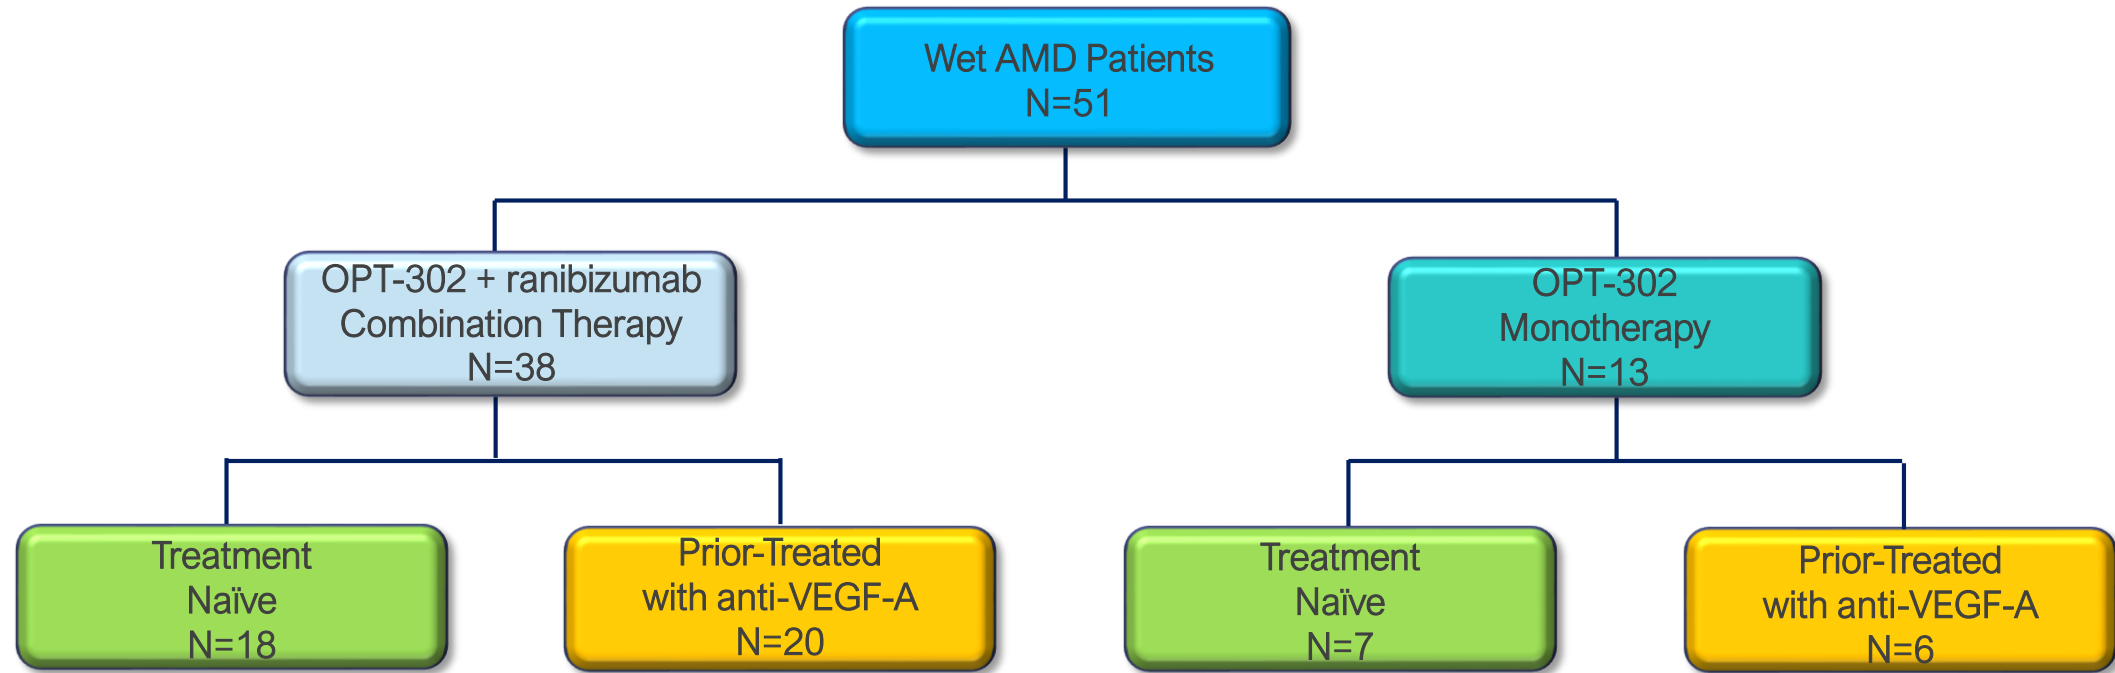 Wet AMD Patients
N=51
OPT-302 + ranibizumab
Combination Therapy
N=38
OPT-302
Monotherapy
N=13
Treatment
Naïve
N=18
Prior-Treated
with anti-VEGF-A
N=20
Treatment
Naïve
N=7
Prior-Treated
with anti-VEGF-A
N=6